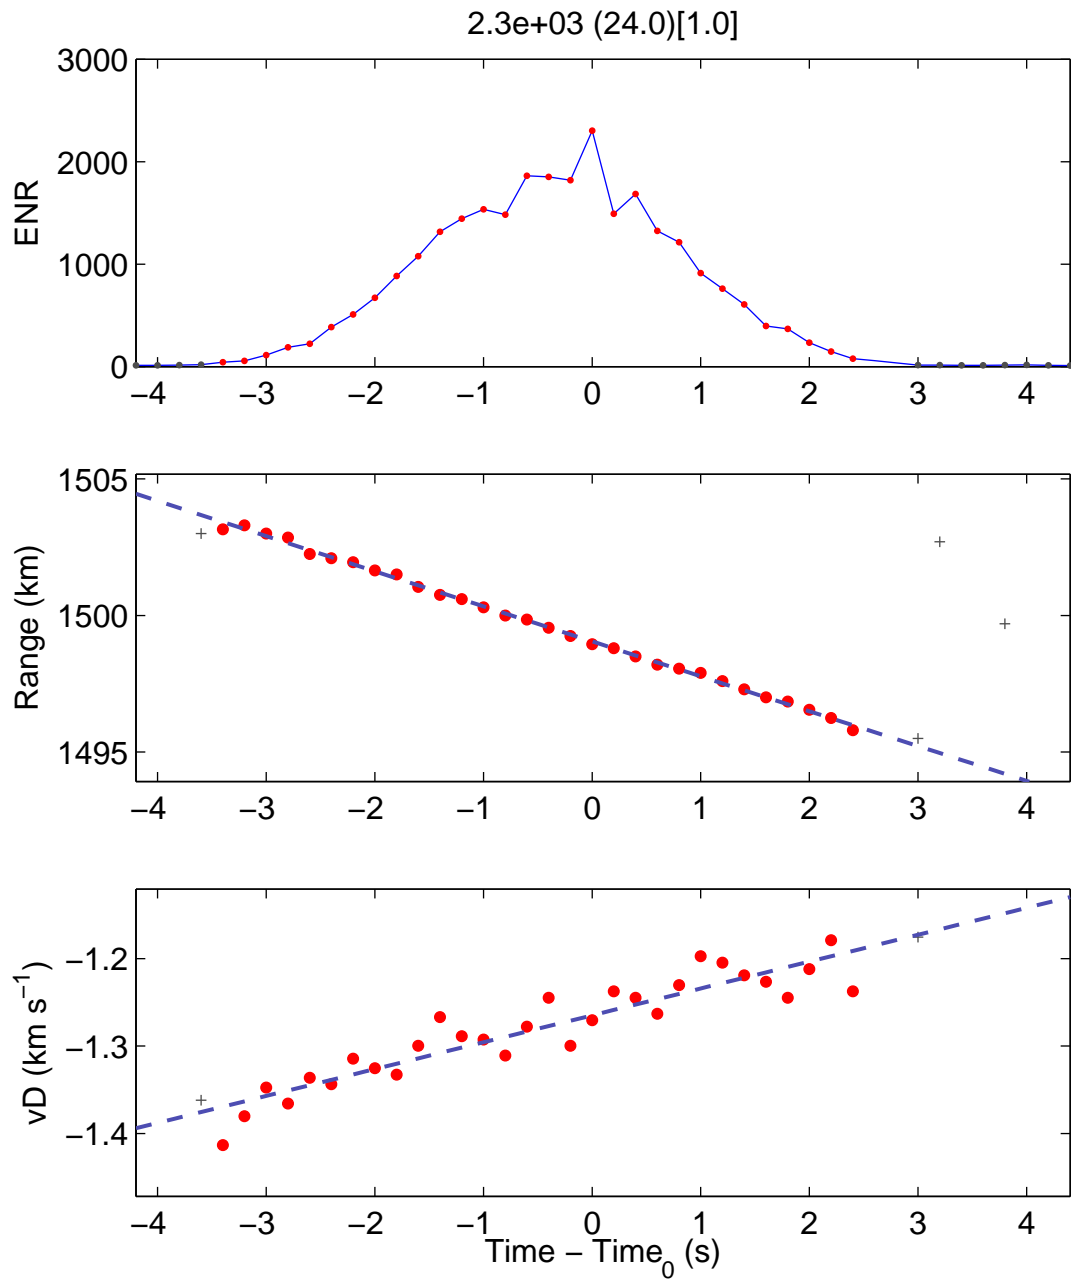 2.3e+03 (24.0)[1.0]
3000
2000
1000
0
ENR
−4 −3 −2 −1 0 1 2 3 4
1505
1500
1495
Range (km)
−4 −3 −2 −1 0 1 2 3 4
−1.2
−1.3
−1.4
vD (km s−1)
−4 −3 −2 −1 0 1 2 3 4
Time − Time0 (s)